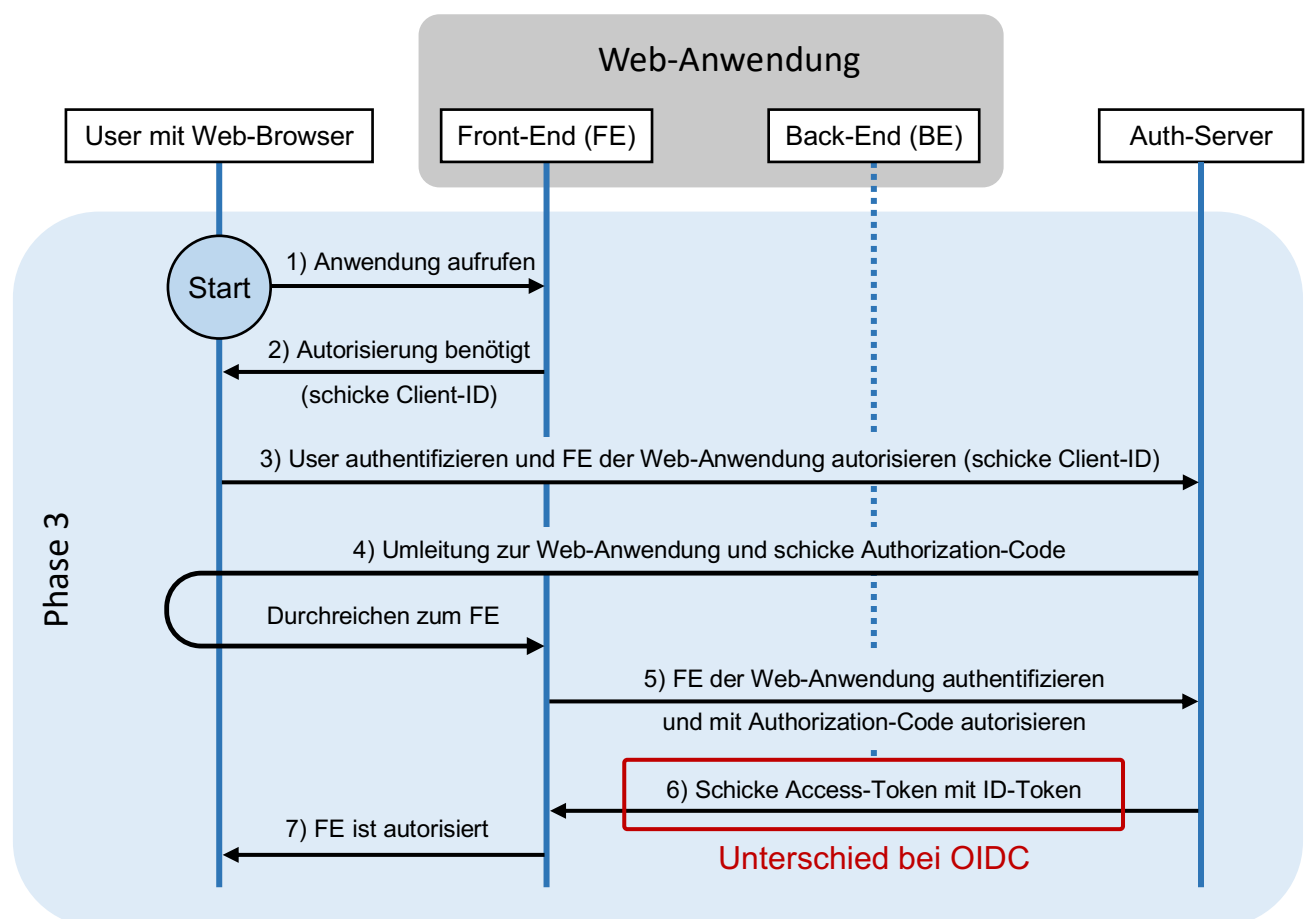 Web-Anwendung
User mit Web-Browser
Front-End (FE)
Back-End (BE)
Auth-Server
Start
1) Anwendung aufrufen
2) Autorisierung benötigt
(schicke Client-ID)
3) User authentifizieren und FE der Web-Anwendung autorisieren (schicke Client-ID)
Phase 3
4) Umleitung zur Web-Anwendung und schicke Authorization-Code
Durchreichen zum FE
5) FE der Web-Anwendung authentifizieren
und mit Authorization-Code autorisieren
6) Schicke Access-Token mit ID-Token
7) FE ist autorisiert
Unterschied bei OIDC